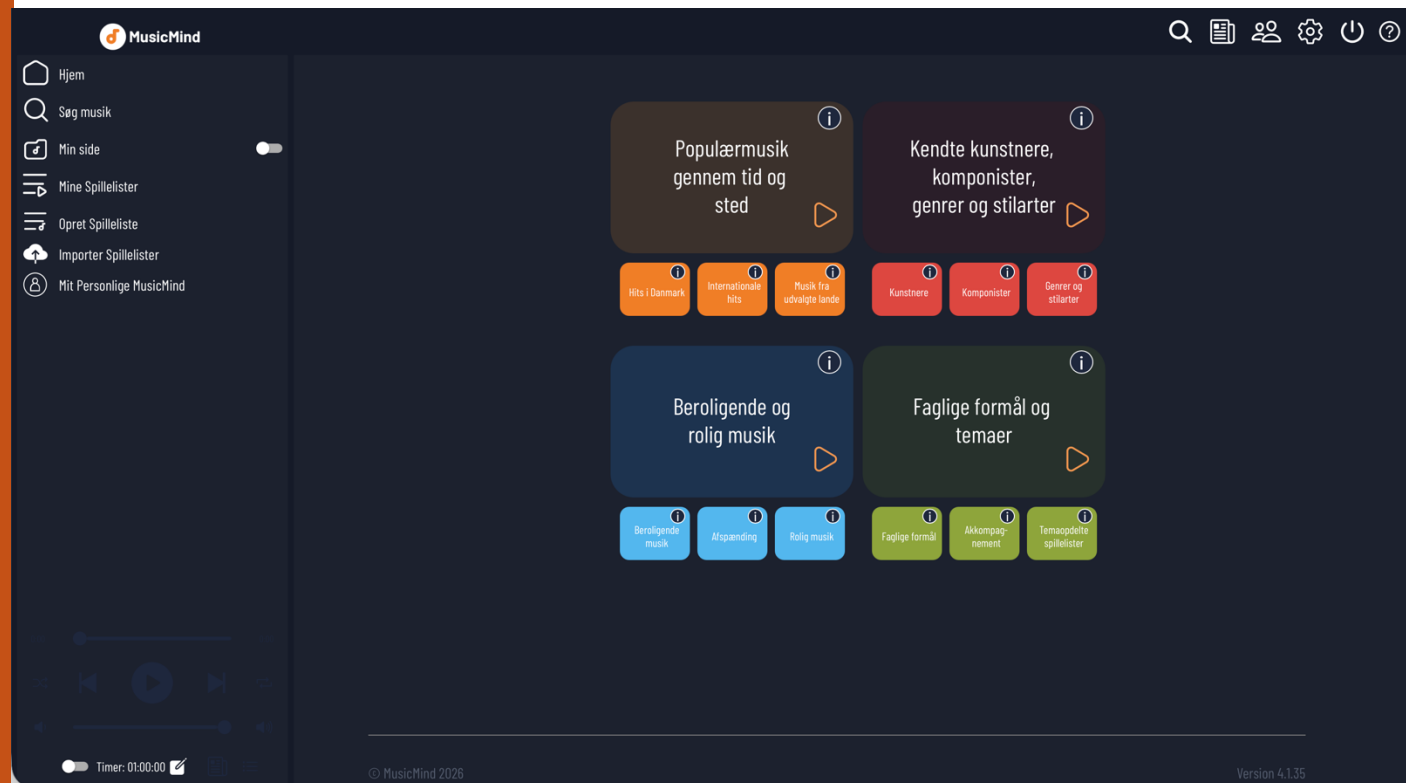 MusicMind
Hjem
Søg musik
Min side
Mine Spillelister
Opret Spilleliste
Importer Spillelister
Mit Personlige MusicMind
Populærmusik
gennem tid og
sted
Kendte kunstnere,
komponister,
genrer og stilarter
Hits i Danmark
Internationale
hits
Musik fra
udvalgte lande
Kunstnere
Komponister
Genrer og
stilarter
Beroligende og
rolig musik
Faglige formål og
temaer
Beroligende
musik
Afspænding
Rolig musik
Faglige formål
Akkompag-
nement
Temaopdelte
spillelister
Timer: 01:00:00
© MusicMind 2026
Version 4.1.35